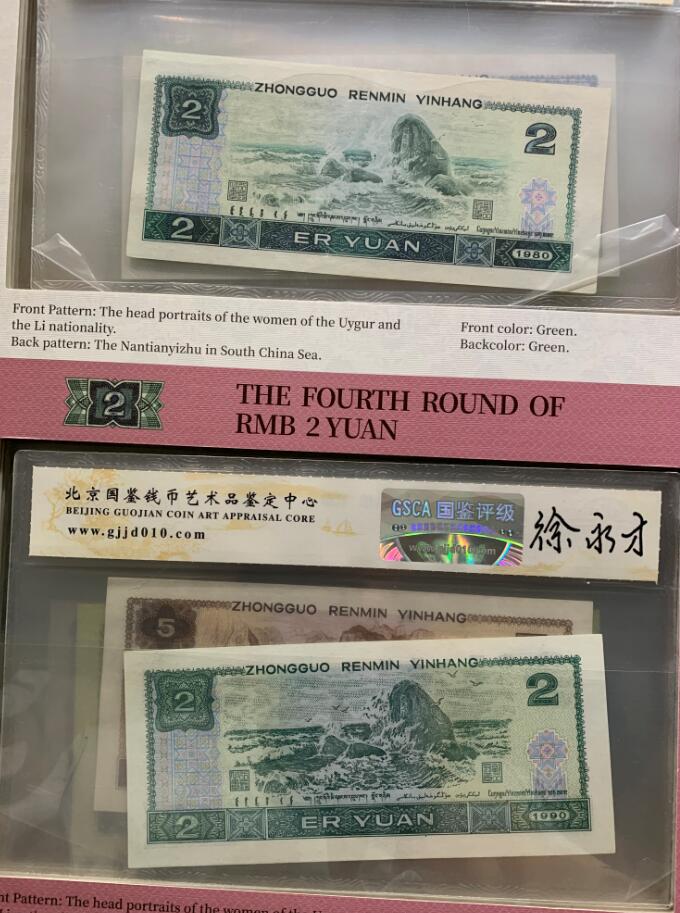 ZHONGGUO RENMIN YINHANG
2
2
2
ER YUAN
1980
Front Pattern: The head portraits of the women of the Uygur and
the Li nationality.
Back pattern: The Nantianyizhu in South China Sea.
Front color: Green.
Backcolor: Green.
2
THE FOURTH ROUND OF
RMB 2 YUAN
北京国鉴钱币艺术品鉴定中心
BEIJING GUOJIAN COIN ART APPRAISAL CORE
www.gjjd010.com
GSCA 国鉴评级
www.gjjd010.com
徐永才
ZHONGGUO RENMIN YINHANG
5
ZHONGGUO RENMIN YINHANG
2
2
2
ER YUAN
1990
nt Pattern: The head portraits of the women of the